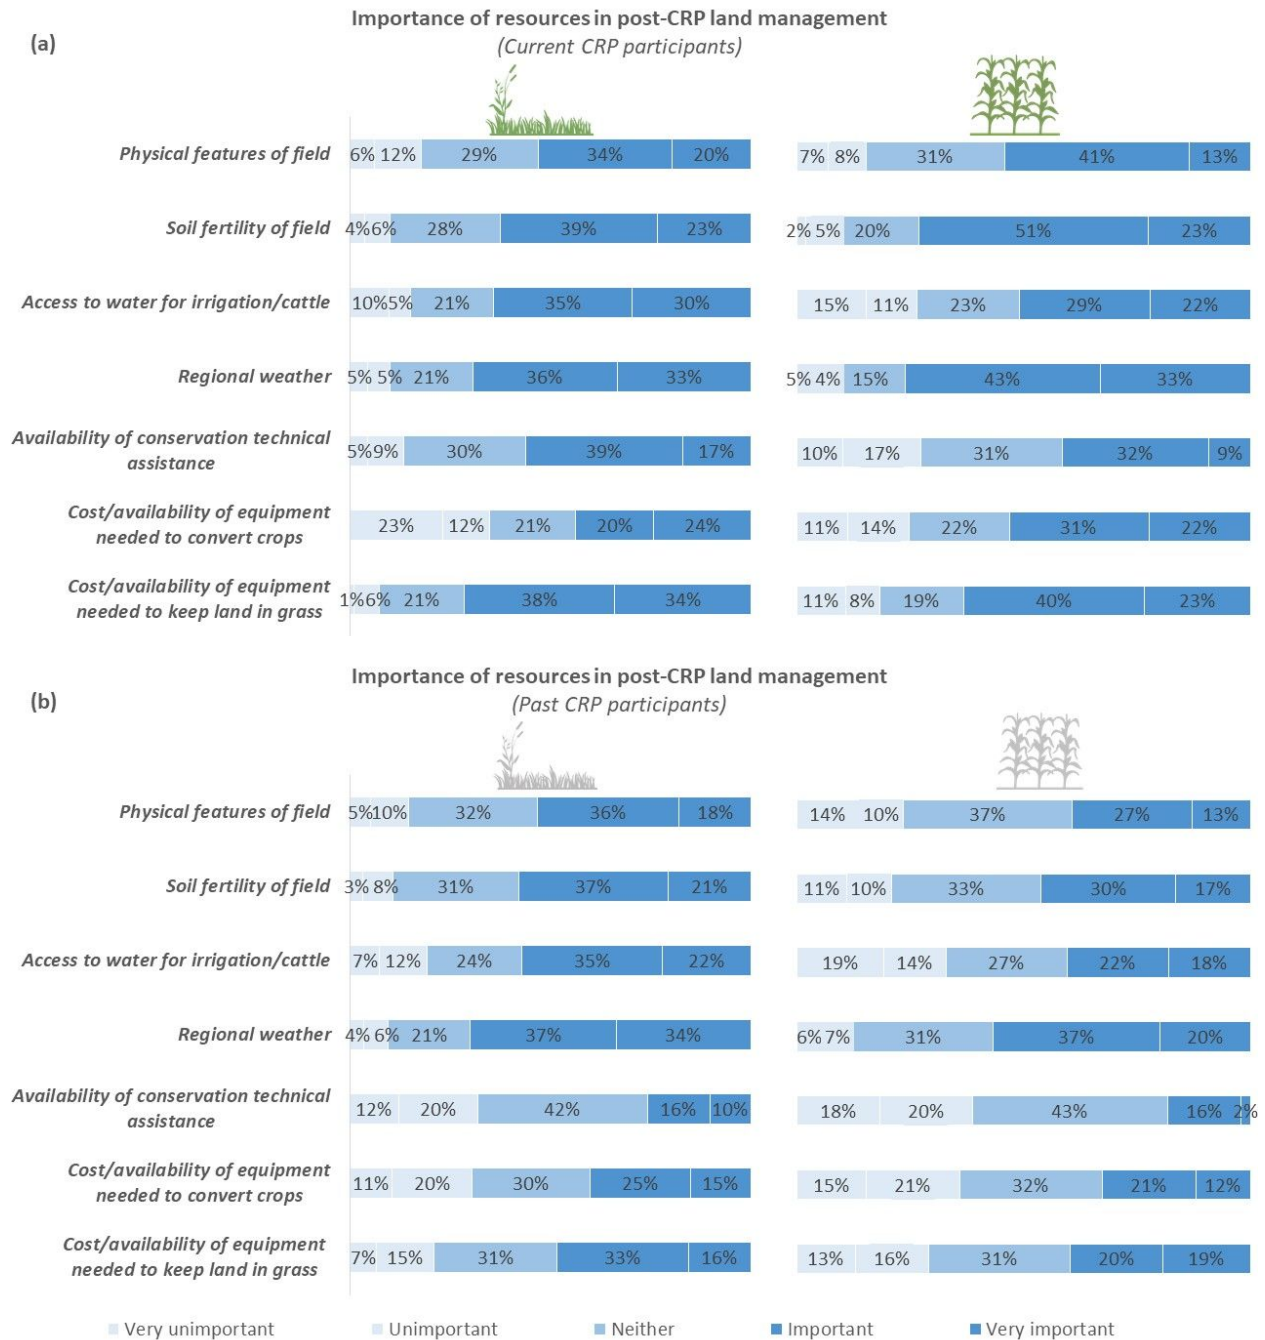 Importance of resources in post-CRP land management
(a)
(Current CRP participants)
Physical features of field 6% 12% 29% 34% 20% 7% 8% 31% 41% 13%
Soil fertility of field 4% 6% 28% 39% 23% 2% 5% 20% 51% 23%
Access to water for irrigation/cattle 10% 5% 21% 35% 30% 15% 11% 23% 29% 22%
Regional weather 5% 5% 21% 36% 33% 5% 4% 15% 43% 33%
Availability of conservation technical
assistance 5% 9% 30% 39% 17% 10% 17% 31% 32% 9%
Cost/availability of equipment
needed to convert crops 23% 12% 21% 20% 24% 11% 14% 22% 31% 22%
Cost/availability of equipment
needed to keep land in grass 1% 6% 21% 38% 34% 11% 8% 19% 40% 23%
Importance of resources in post-CRP land management
(b)
(Past CRP participants)
Physical features of field 5% 10% 32% 36% 18% 14% 10% 37% 27% 13%
Soil fertility of field 3% 8% 31% 37% 21% 11% 10% 33% 30% 17%
Access to water for irrigation/cattle 7% 12% 24% 35% 22% 19% 14% 27% 22% 18%
Regional weather 4% 6% 21% 37% 34% 6% 7% 31% 37% 20%
Availability of conservation technical
assistance 12% 20% 42% 16% 10% 18% 20% 43% 16% 2%
Cost/availability of equipment
needed to convert crops 11% 20% 30% 25% 15% 15% 21% 32% 21% 12%
Cost/availability of equipment
needed to keep land in grass 7% 15% 31% 33% 16% 13% 16% 31% 20% 19%
Very unimportant Unimportant Neither Important Very important